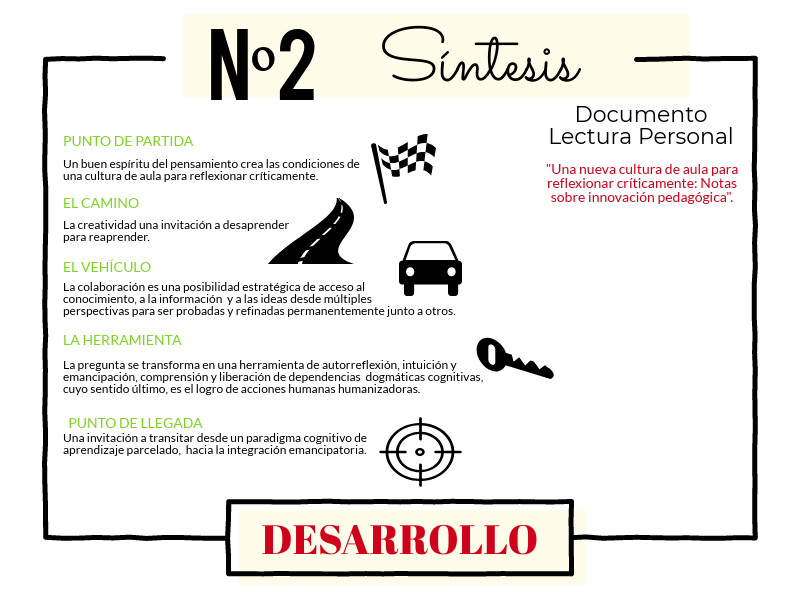 Nº2 Síntesis
Documento
Lectura Personal
"Una nueva cultura de aula para
reflexionar críticamente: Notas
sobre innovación pedagógica".
PUNTO DE PARTIDA
Un buen espíritu del pensamiento crea las condiciones de
una cultura de aula para reflexionar críticamente.
EL CAMINO
La creatividad una invitación a desaprender
para reaprender.
EL VEHÍCULO
La colaboración es una posibilidad estratégica de acceso al
conocimiento, a la información y a las ideas desde múltiples
perspectivas para ser probadas y refinadas permanentemente junto a otros.
LA HERRAMIENTA
La pregunta se transforma en una herramienta de autorreflexión, intuición y
emancipación, comprensión y liberación de dependencias dogmáticas cognitivas,
cuyo sentido último, es el logro de acciones humanas humanizadoras.
PUNTO DE LLEGADA
Una invitación a transitar desde un paradigma cognitivo de
aprendizaje parcelado, hacia la integración emancipatoria.
DESARROLLO